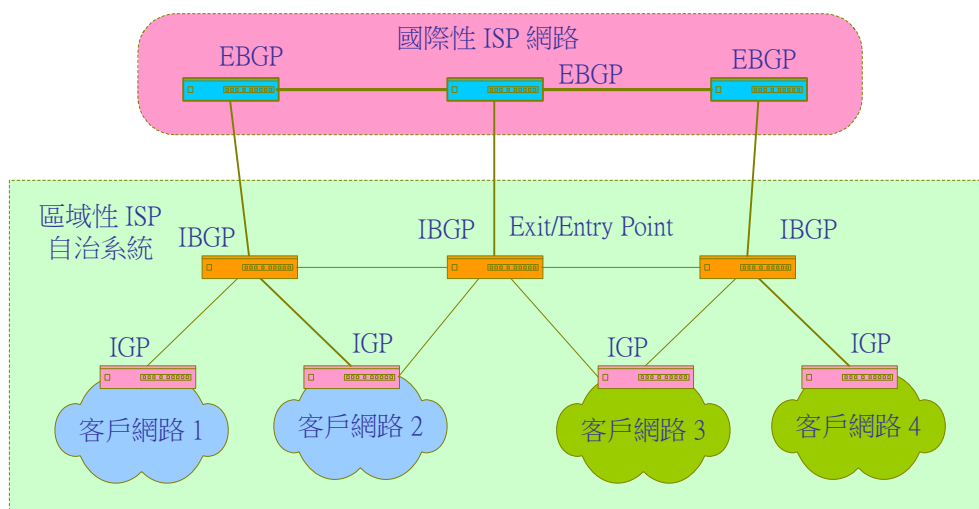 國際性 ISP 網路
EBGP
EBGP
EBGP
區域性 ISP
自治系統
IBGP
IBGP
Exit/Entry Point
IBGP
IGP
IGP
IGP
IGP
客戶網路 1
客戶網路 2
客戶網路 3
客戶網路 4